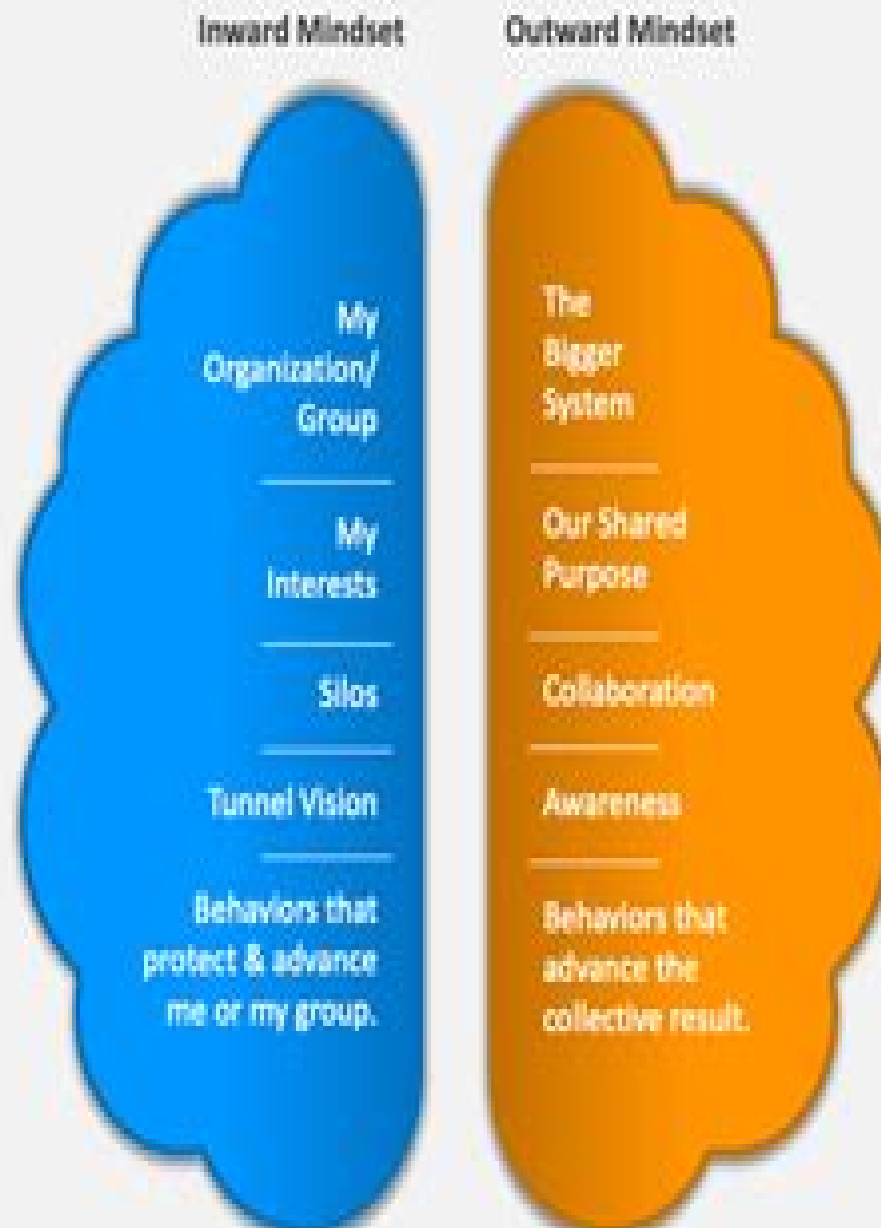 Inward Mindset
Outward Mindset
My
Organization/
Group
My
Interests
Silos
Tunnel Vision
Behaviors that
protect & advance
me or my group.
The
Bigger
System
Our Shared
Purpose
Collaboration
Awareness
Behaviors that
advance the
collective result.